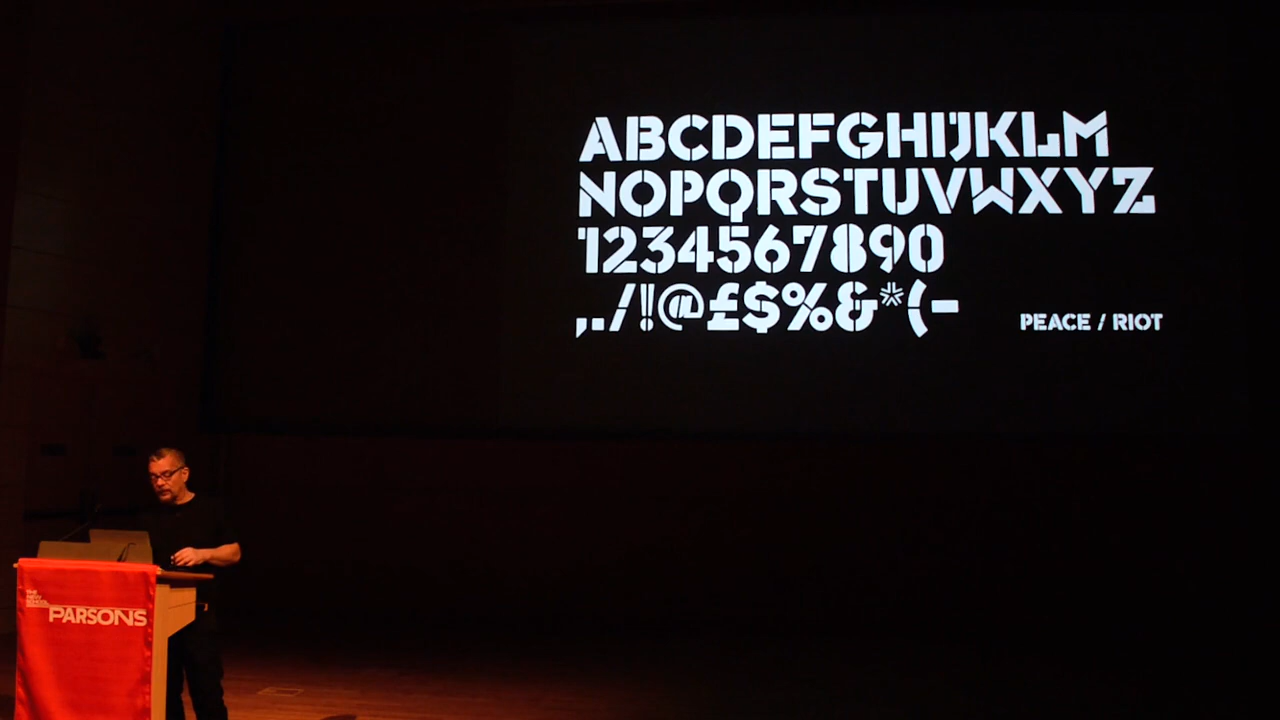 ABCDEFGHIJKLM
NOPQRSTUVWXYZ
1234567890
,./!@£$%&*(-
PEACE / RIOT
THE
NEW
SCHOOL
PARSONS